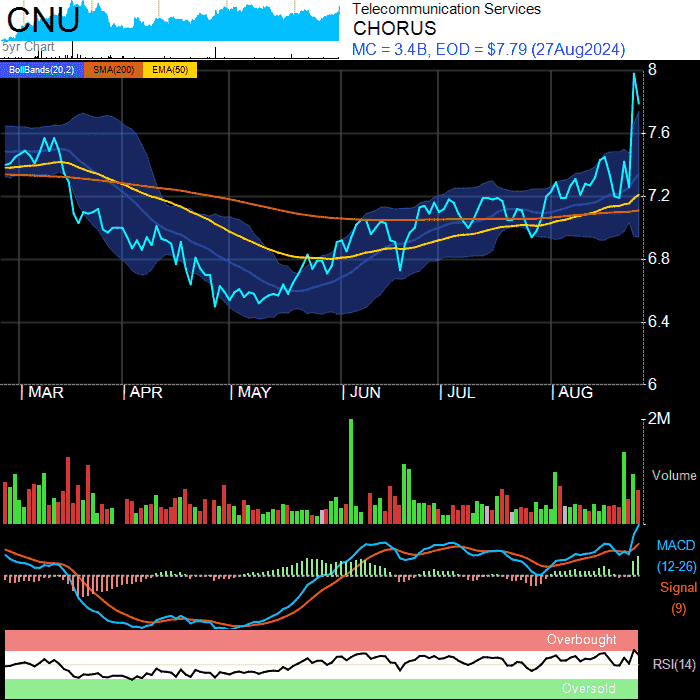 CNU
5yr Chart
Telecommunication Services
CHORUS
MC = 3.4B, EOD = $7.79 (27Aug2024)
BollBands(20,2) SMA(200) EMA(50)
8
7.6
7.2
6.8
6.4
6
| MAR | APR | MAY | JUN | JUL | AUG
2M
Volume
MACD
(12-26)
Signal
(9)
Overbought
RSI(14)
Oversold